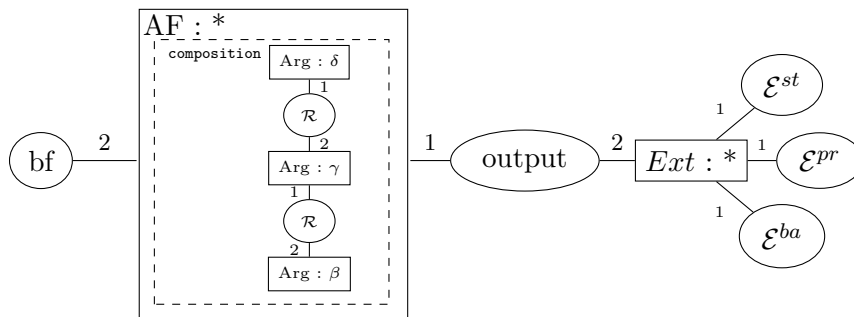 AF : *
composition
Arg : δ
1
ℛ
2
Arg : γ
1
ℛ
2
Arg : β
bf
2
1
output
2
Ext : *
1
ℰ^st
1
ℰ^pr
1
ℰ^ba